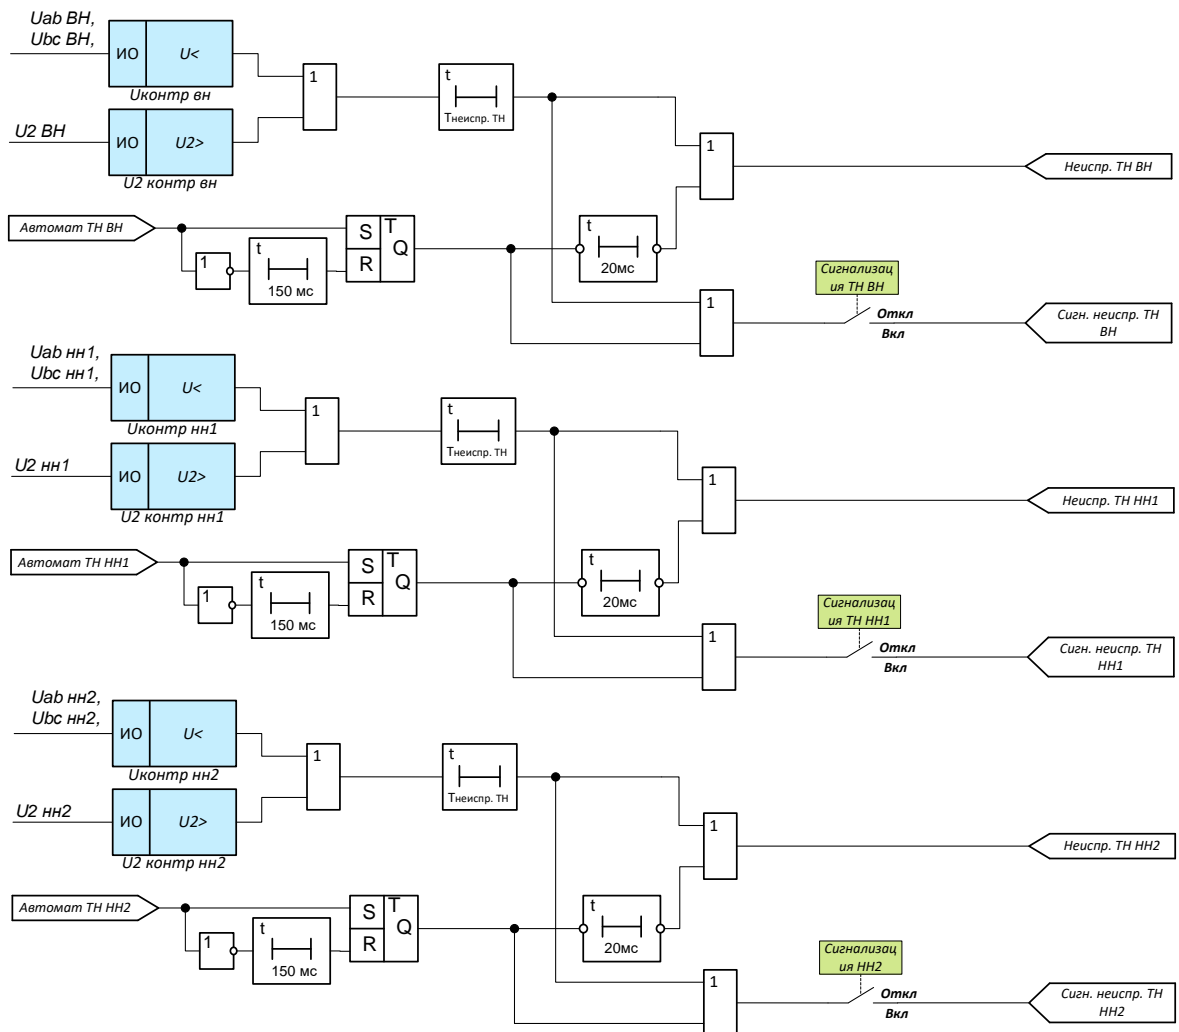 Uab ВН,
Ubc ВН,
ИО
U<
Uконтр вн
U2 ВН
ИО
U2>
U2 контр вн
1
t
Tнеиспр. ТН
1
Неиспр. ТН ВН
Автомат ТН ВН
1
t
150 мс
S
T
R
Q
t
20мс
1
Сигнализац
ия ТН ВН
Откл
Вкл
Сигн. неиспр. ТН
ВН
Uab нн1,
Ubc нн1,
ИО
U<
Uконтр нн1
U2 нн1
ИО
U2>
U2 контр нн1
1
t
Tнеиспр. ТН
1
Неиспр. ТН НН1
Автомат ТН НН1
1
t
150 мс
S
T
R
Q
t
20мс
1
Сигнализац
ия ТН НН1
Откл
Вкл
Сигн. неиспр. ТН
НН1
Uab нн2,
Ubc нн2,
ИО
U<
Uконтр нн2
U2 нн2
ИО
U2>
U2 контр нн2
1
t
Tнеиспр. ТН
1
Неиспр. ТН НН2
Автомат ТН НН2
1
t
150 мс
S
T
R
Q
t
20мс
1
Сигнализац
ия НН2
Откл
Вкл
Сигн. неиспр. ТН
НН2